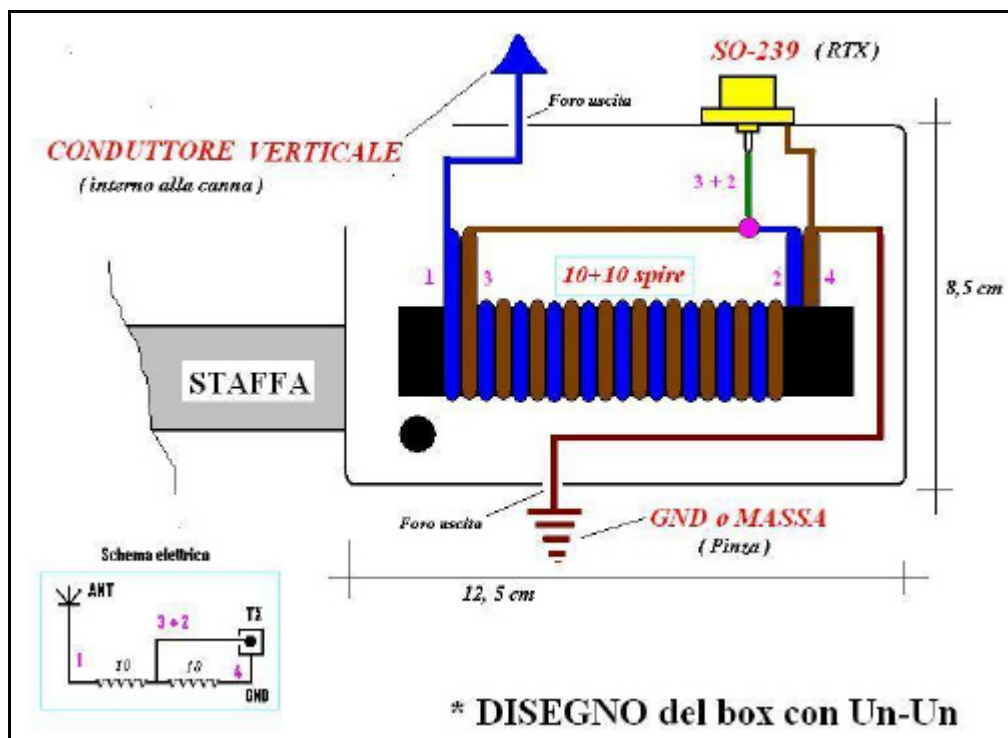 SO-239 (RTX)
Foro uscita
CONDUTTORE VERTICALE
( interno alla canna )
3 + 2
1
3
10+10 spire
2
4
8,5 cm
STAFFA
Foro uscita
GND o MASSA
( Pinza )
12, 5 cm
Schema elettrico
ANT
3 + 2
TX
1
10
10
4
GND
* DISEGNO del box con Un-Un